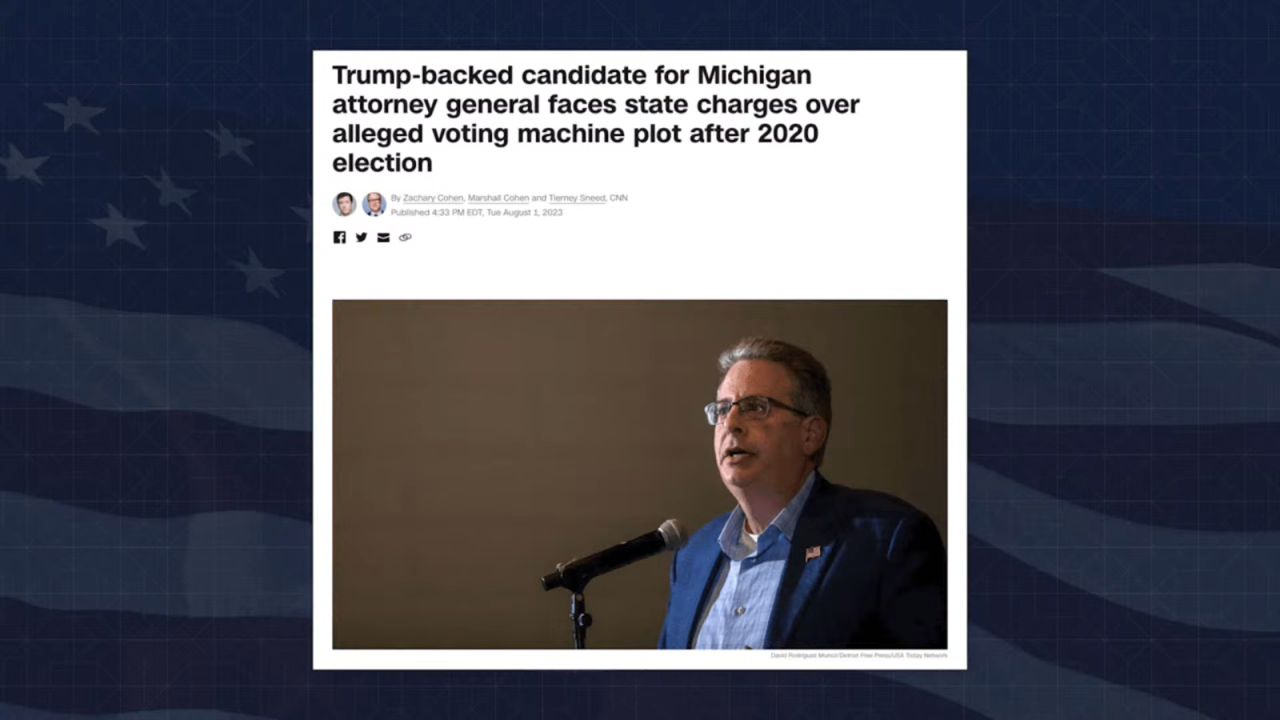 Trump-backed candidate for Michigan
attorney general faces state charges over
alleged voting machine plot after 2020
election
By Zachary Cohen, Marshall Cohen and Tierney Sneed, CNN
Published 4:33 PM EDT, Tue August 1, 2023
David Rodriguez Munoz/Detroit Free Press/USA Today Network